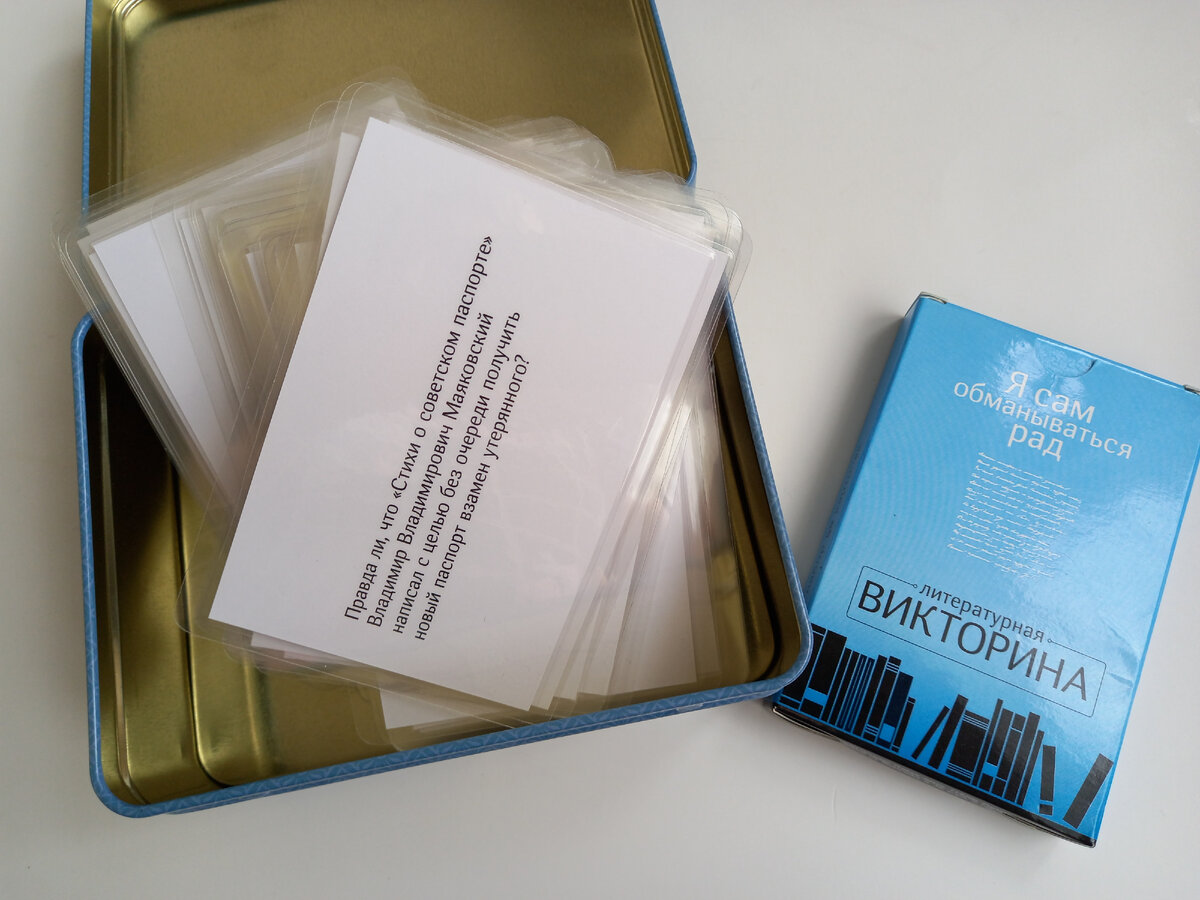 Правда ли, что «Стихи о советском паспорте»
Владимир Владимирович Маяковский
написал с целью без очереди получить
новый паспорт взамен утерянного?
Я сам
обманываться
рад
литературная
ВИКТОРИНА